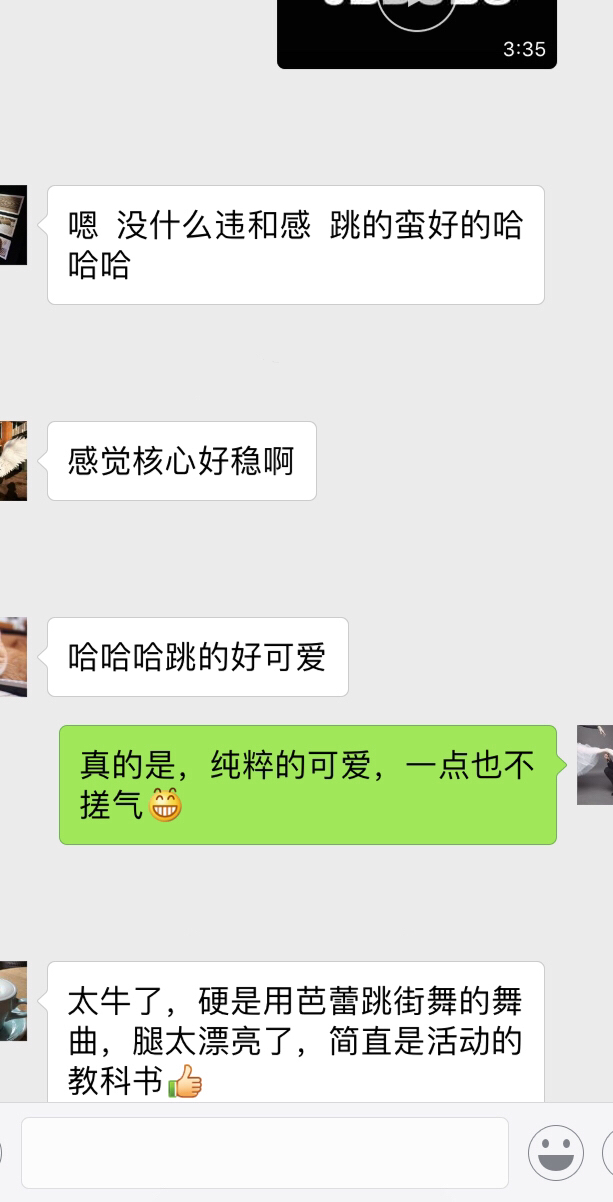 3:35
嗯 没什么违和感 跳的蛮好的哈
哈哈
感觉核心好稳啊
哈哈哈跳的好可爱
真的是，纯粹的可爱，一点也不
搓气😁
太牛了，硬是用芭蕾跳街舞的舞
曲，腿太漂亮了，简直是活动的
教科书👍